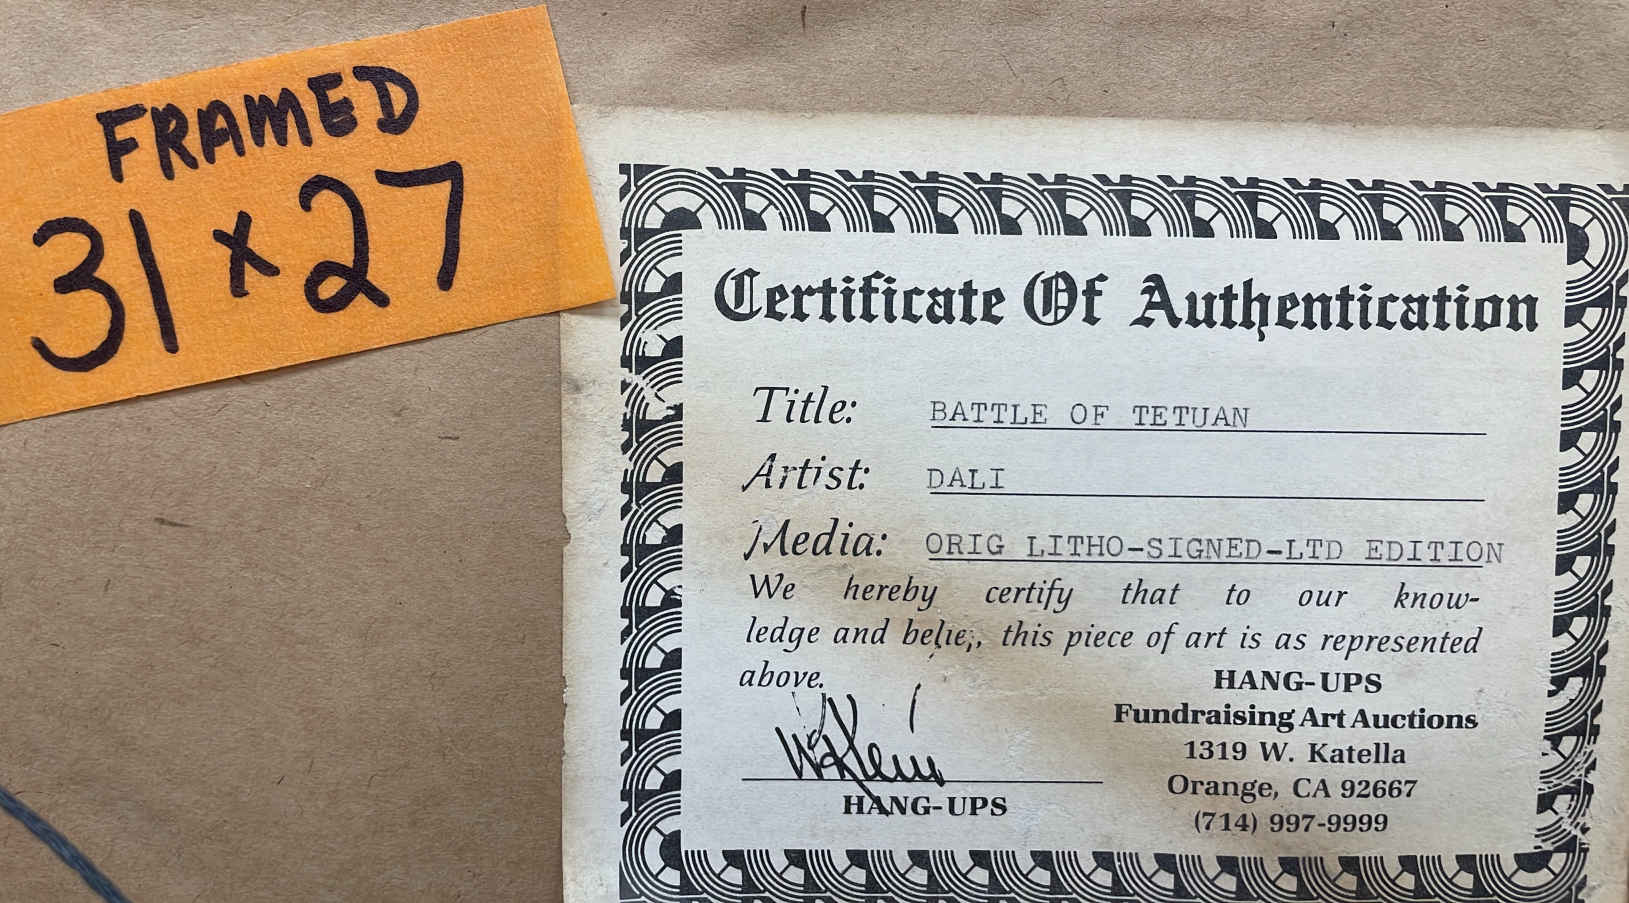 FRAMED
31 x 27
Certificate Of Authentication
Title: BATTLE OF TETUAN
Artist: DALI
Media: ORIG LITHO-SIGNED-LTD EDITION
We hereby certify that to our know-
ledge and belief, this piece of art is as represented
above.
HANG-UPS
Fundraising Art Auctions
1319 W. Katella
Orange, CA 92667
(714) 997-9999
HANG-UPS